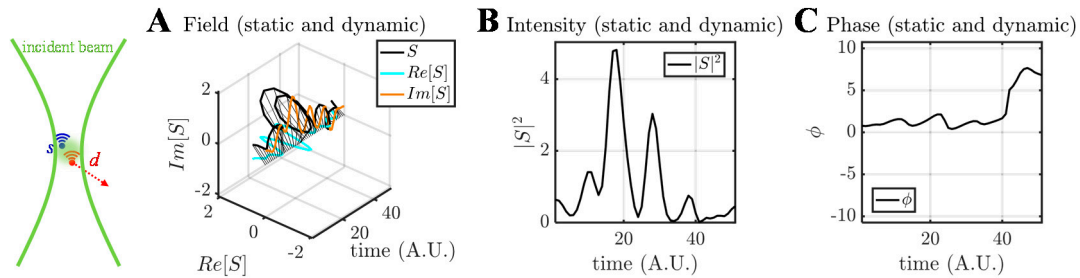 incident beam
s
d
A Field (static and dynamic)
S
Re[S]
Im[S]
Im[S]
2
0
-2
2
0
-2
Re[S]
20
40
time (A.U.)
B Intensity (static and dynamic)
|S|²
|S|²
4
2
0
20
40
time (A.U.)
C Phase (static and dynamic)
ϕ
10
5
0
-5
-10
ϕ
20
40
time (A.U.)